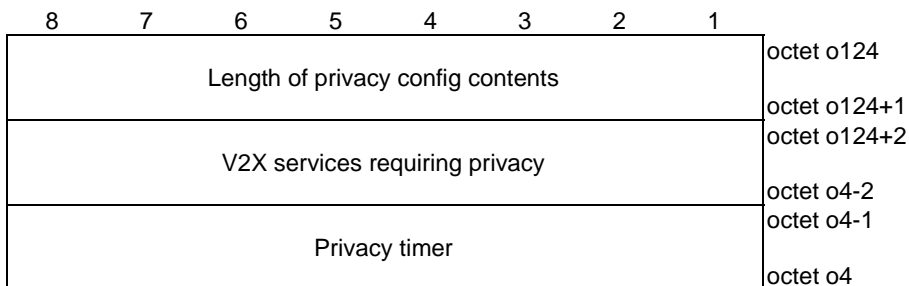 8 7 6 5 4 3 2 1
octet o124
Length of privacy config contents
octet o124+1
octet o124+2
V2X services requiring privacy
octet o4-2
octet o4-1
Privacy timer
octet o4